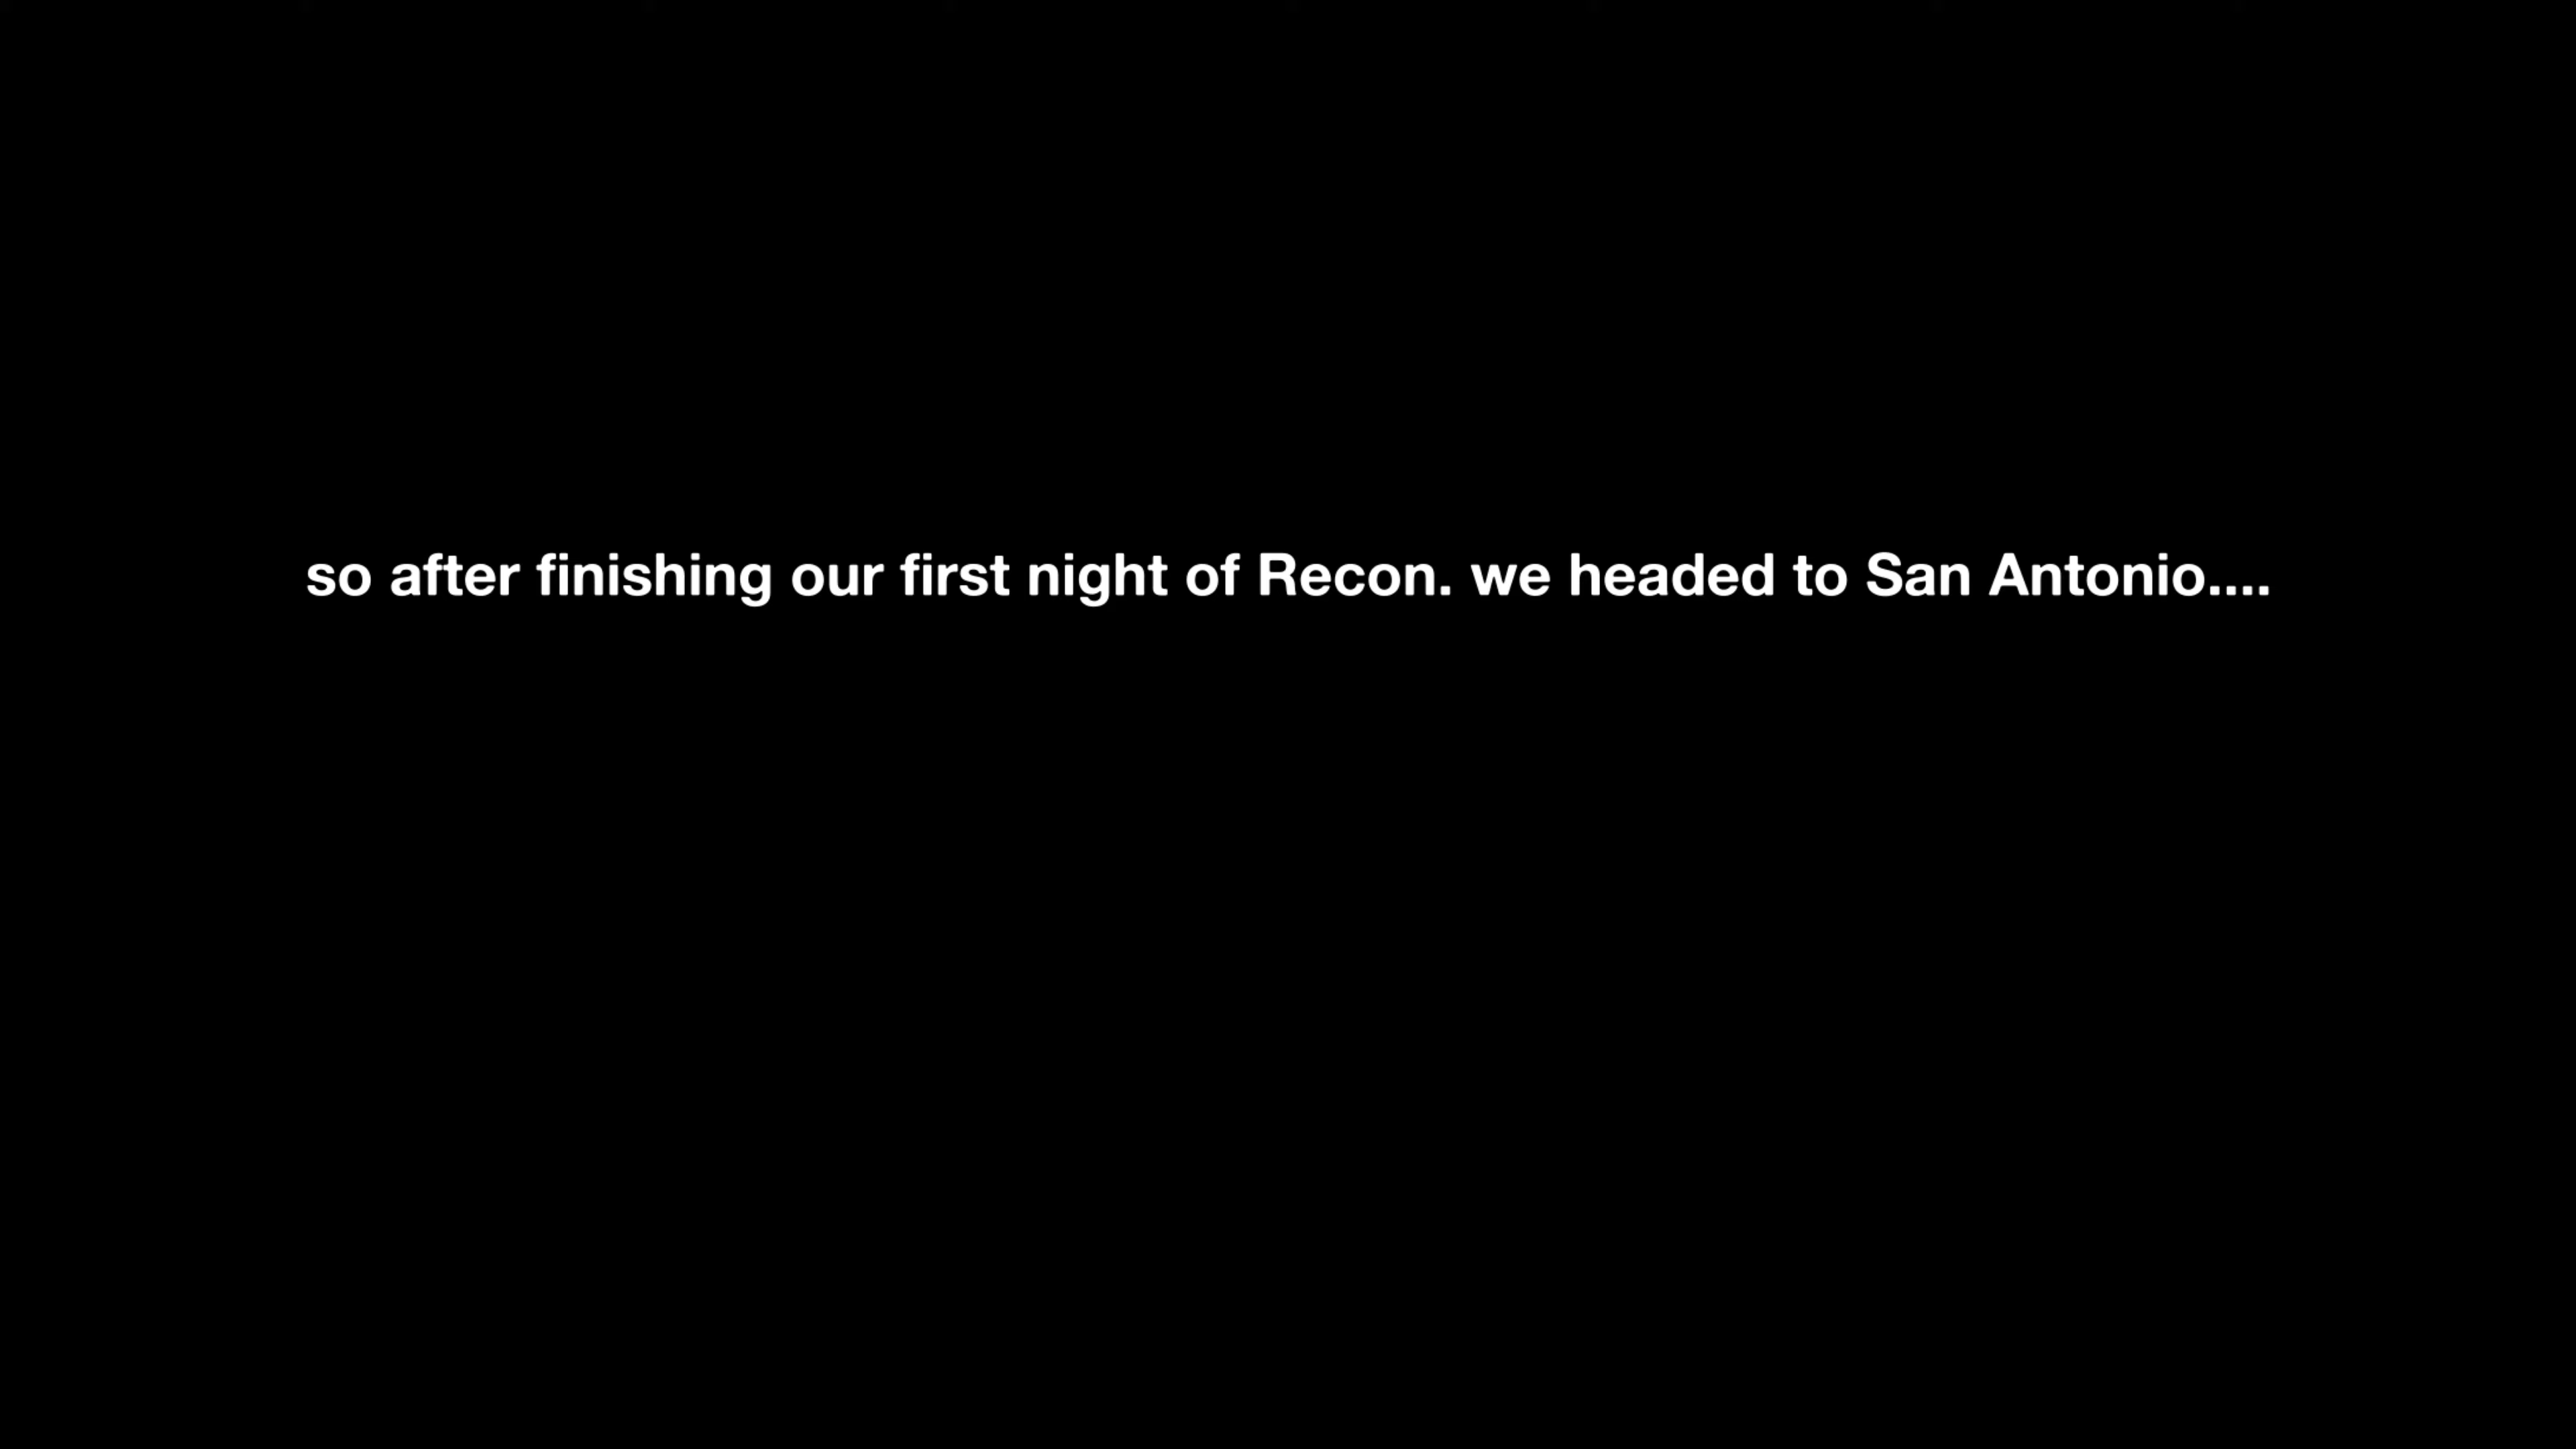 so after finishing our first night of Recon. we headed to San Antonio....